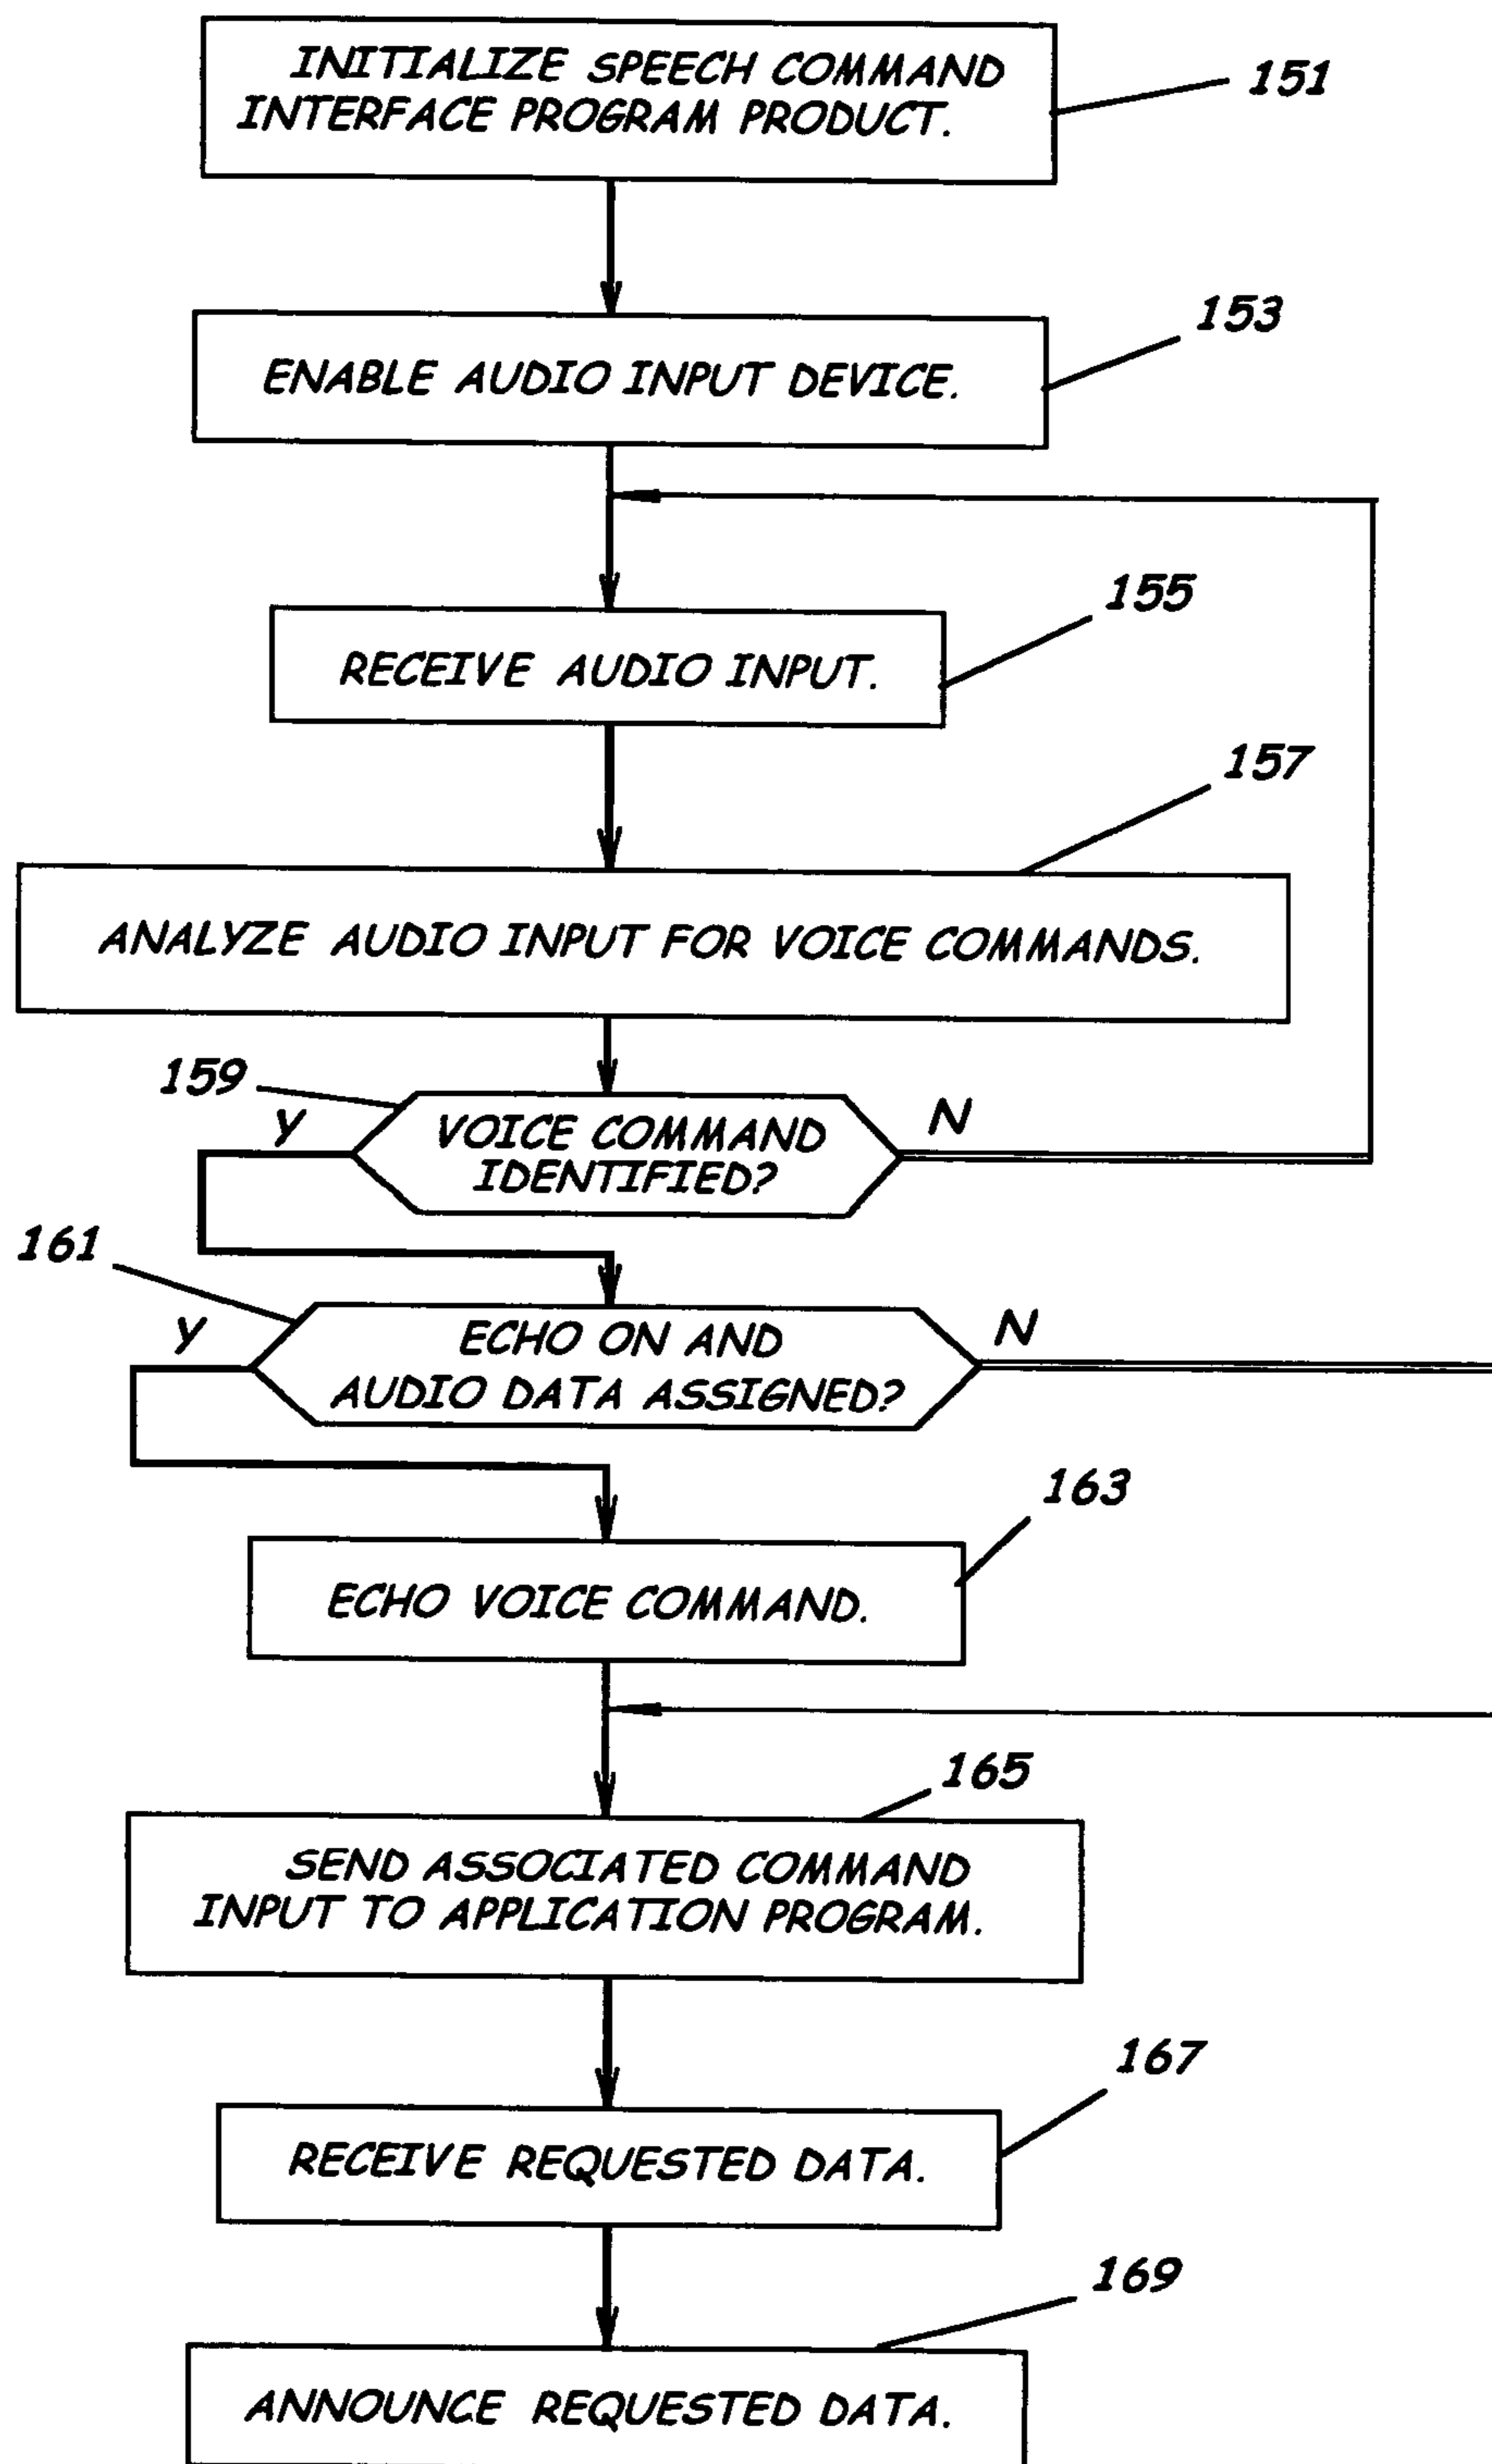 INITIALIZE SPEECH COMMAND
INTERFACE PROGRAM PRODUCT.
151
153
ENABLE AUDIO INPUT DEVICE.
155
RECEIVE AUDIO INPUT.
157
ANALYZE AUDIO INPUT FOR VOICE COMMANDS.
159
Y
N
VOICE COMMAND
IDENTIFIED?
161
Y
N
ECHO ON AND
AUDIO DATA ASSIGNED?
163
ECHO VOICE COMMAND.
165
SEND ASSOCIATED COMMAND
INPUT TO APPLICATION PROGRAM.
167
RECEIVE REQUESTED DATA.
169
ANNOUNCE REQUESTED DATA.